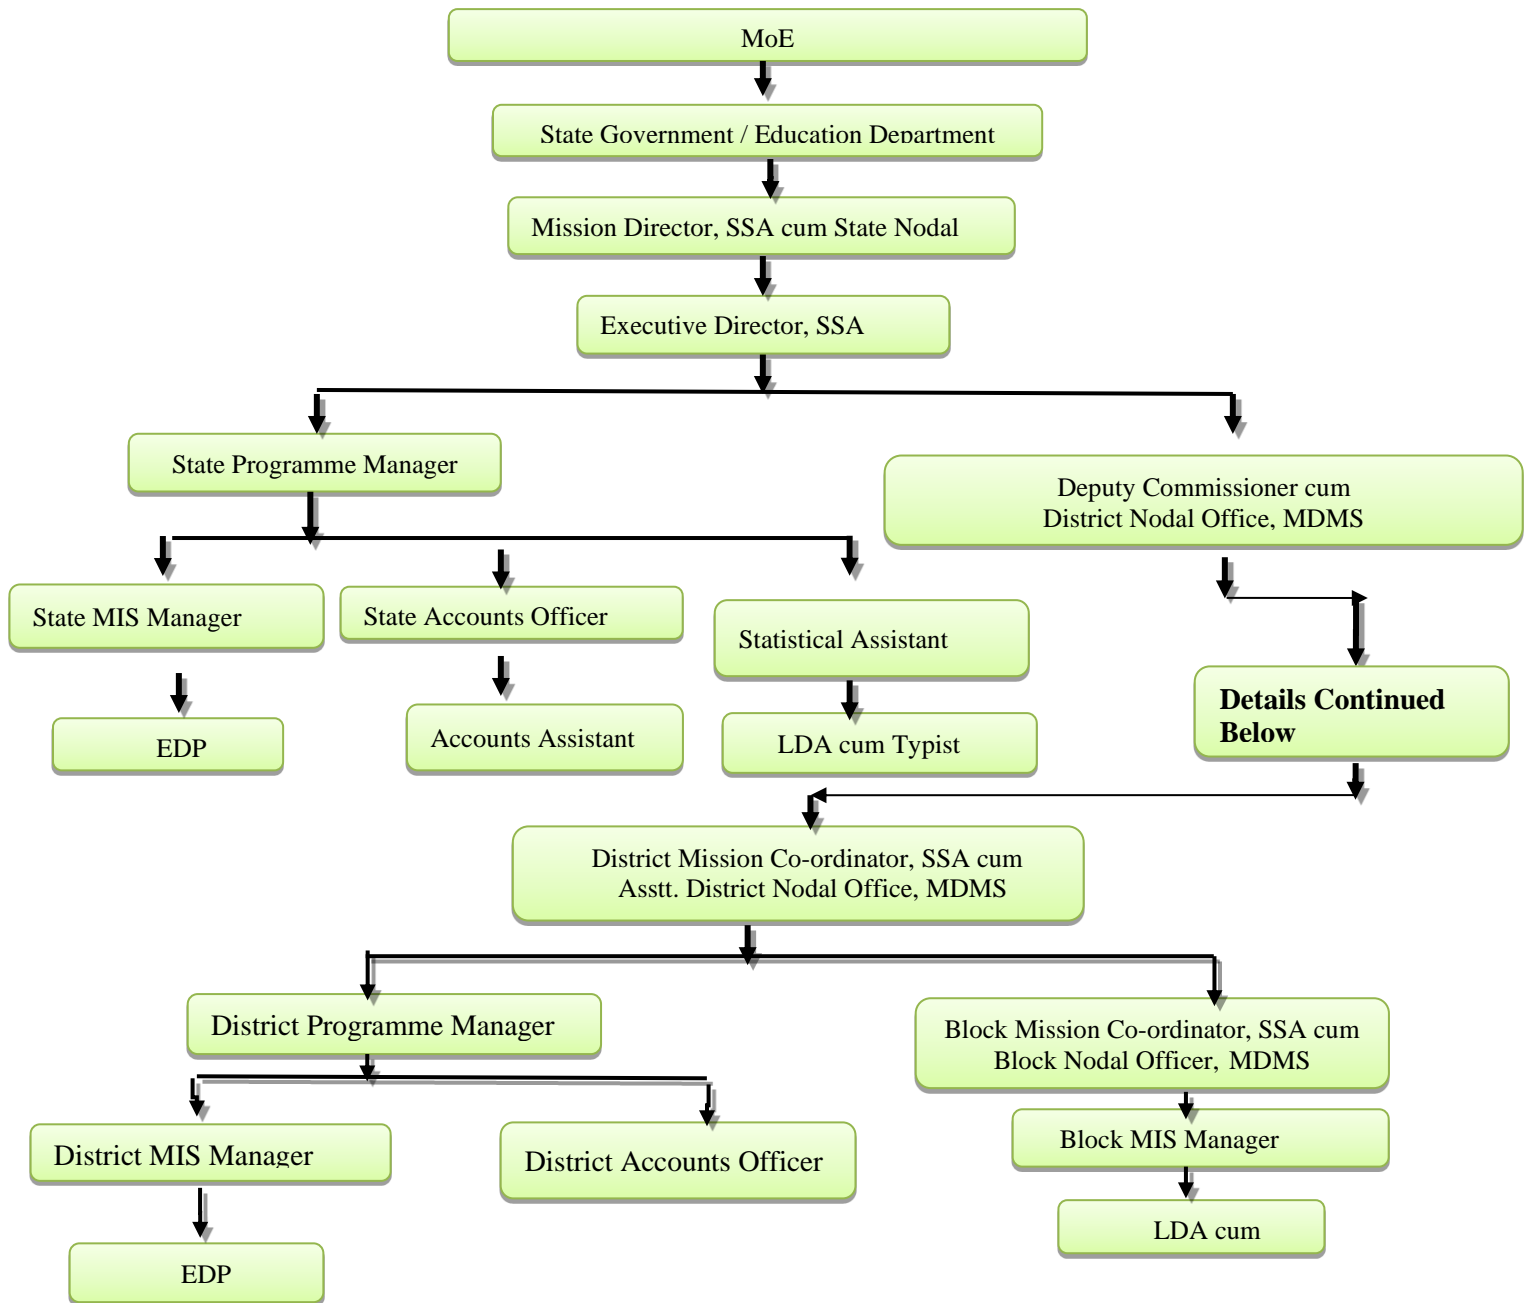 MoE
State Government / Education Department
Mission Director, SSA cum State Nodal
Executive Director, SSA
State Programme Manager
Deputy Commissioner cum
District Nodal Office, MDMS
State MIS Manager
State Accounts Officer
Statistical Assistant
Details Continued
Below
EDP
Accounts Assistant
LDA cum Typist
District Mission Co-ordinator, SSA cum
Asstt. District Nodal Office, MDMS
District Programme Manager
Block Mission Co-ordinator, SSA cum
Block Nodal Officer, MDMS
District MIS Manager
District Accounts Officer
Block MIS Manager
LDA cum
EDP